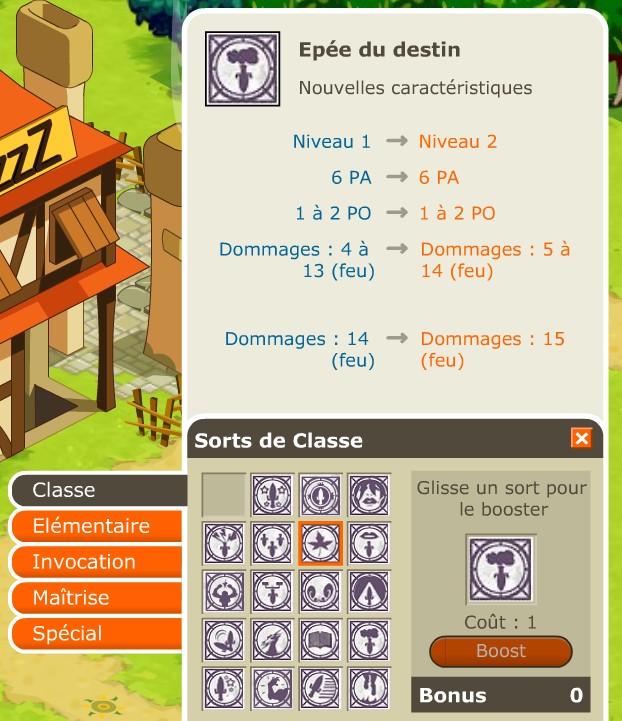 zzZ
Epée du destin
Nouvelles caractéristiques
Niveau 1 → Niveau 2
6 PA → 6 PA
1 à 2 PO → 1 à 2 PO
Dommages : 4 à → Dommages : 5 à
13 (feu) 14 (feu)
Dommages : 14 → Dommages : 15
(feu) (feu)
Sorts de Classe
Classe
Elémentaire
Invocation
Maîtrise
Spécial
Glisse un sort pour
le booster
Coût : 1
Boost
Bonus 0